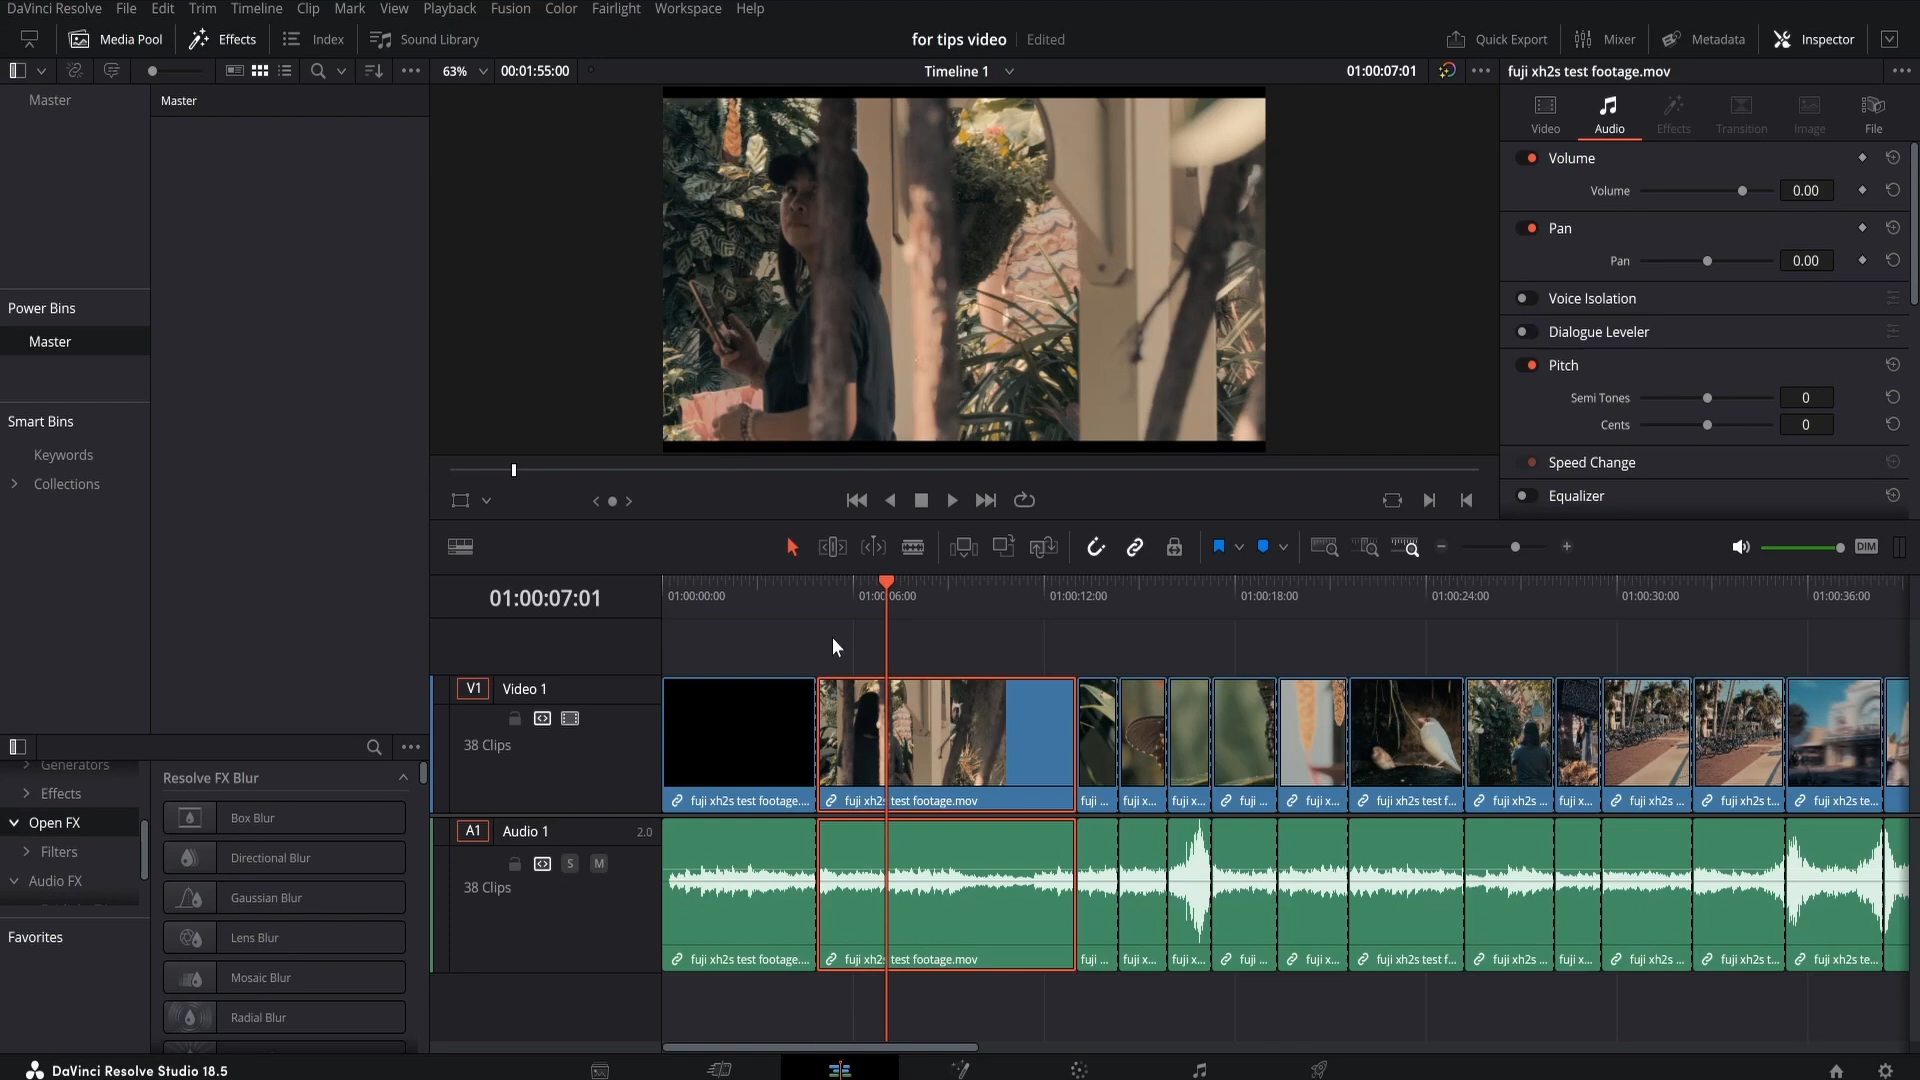 DaVinci Resolve File Edit Trim Timeline Clip Mark View Playback Fusion Color Fairlight Workspace Help
Media Pool Effects Index Sound Library for tips video Edited Quick Export Mixer Metadata Inspector
63% 00:01:55:00 Timeline 1 01:00:07:01 fuji xh2s test footage.mov
Master Master
Video Audio Effects Transition Image File
Volume
Volume 0.00
Pan
Pan 0.00
Voice Isolation
Power Bins
Dialogue Leveler
Master
Pitch
Semi Tones 0
Smart Bins
Cents 0
Keywords
Speed Change
Collections
Equalizer
DIM
01:00:07:01
01:00:00:00 01:00:06:00 01:00:12:00 01:00:18:00 01:00:24:00 01:00:30:00 01:00:36:00
V1 Video 1
38 Clips
fuji xh2s test footage.... fuji xh2s test footage.mov fuji ... fuji x... fuji x... fuji ... fuji x... fuji xh2s test f... fuji xh2s ... fuji x... fuji xh2s ... fuji xh2s t... fuji xh2s te...
A1 Audio 1 2.0
S M
38 Clips
fuji xh2s test footage.... fuji xh2s test footage.mov fuji ... fuji x... fuji x... fuji ... fuji x... fuji xh2s test f... fuji xh2s ... fuji x... fuji xh2s ... fuji xh2s t... fuji xh2s te...
Generators
Effects
Open FX
Filters
Audio FX
Favorites
Resolve FX Blur
Box Blur
Directional Blur
Gaussian Blur
Lens Blur
Mosaic Blur
Radial Blur
DaVinci Resolve Studio 18.5